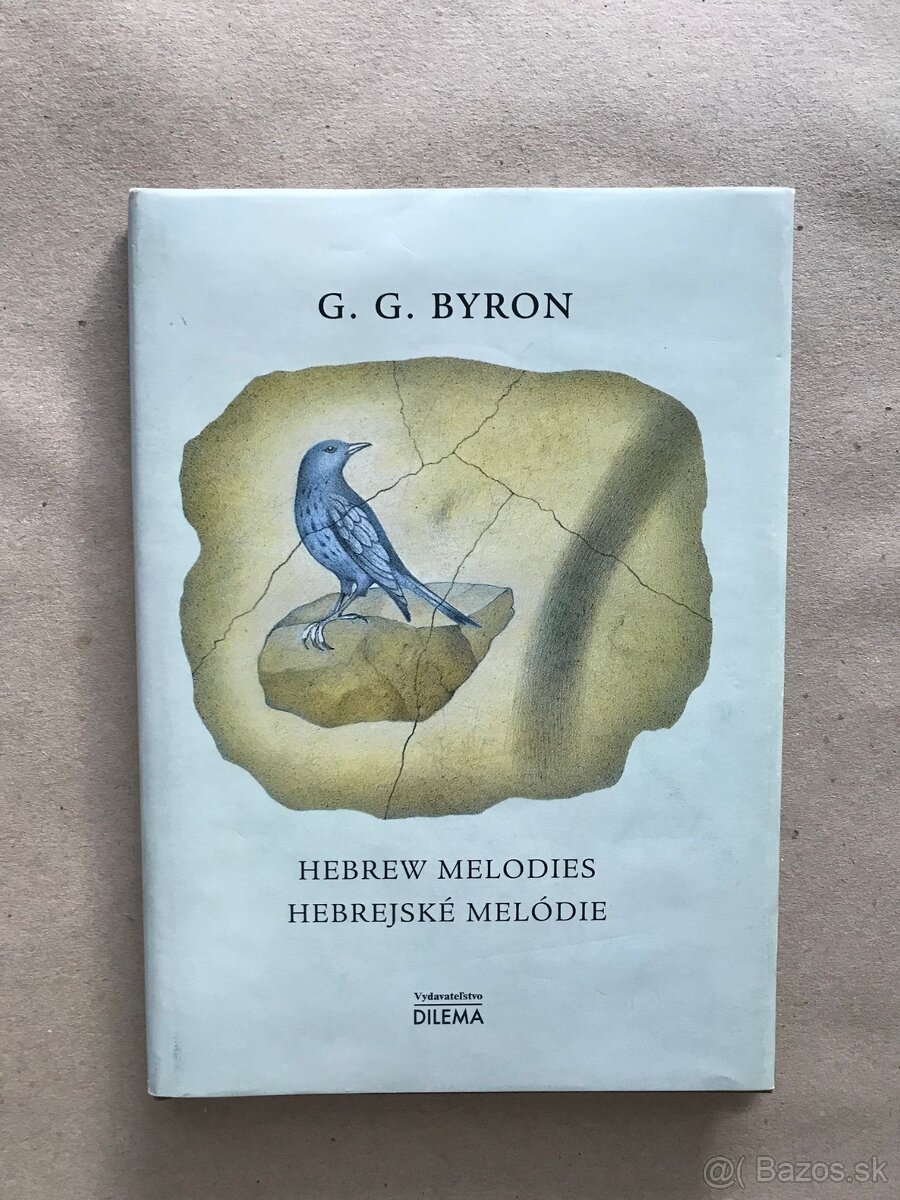 G. G. BYRON
HEBREW MELODIES
HEBREJSKÉ MELÓDIE
Vydavateľstvo
DILEMA
@( Bazos.sk